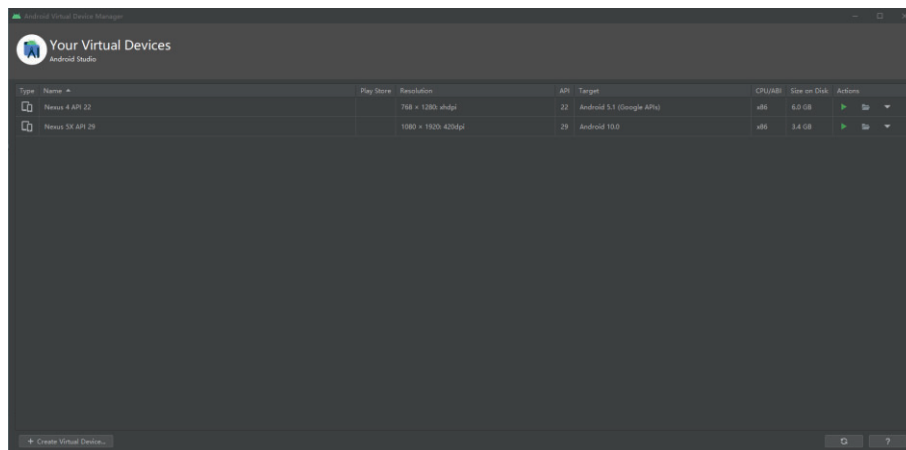 Android Virtual Device Manager
Your Virtual Devices
Android Studio
Type Name Play Store Resolution API Target CPU/ABI Size on Disk Actions
Nexus 4 API 22 768 × 1280: xhdpi 22 Android 5.1 (Google APIs) x86 6.0 GB
Nexus 5X API 29 1080 × 1920: 420dpi 29 Android 10.0 x86 3.4 GB
+ Create Virtual Device...
?